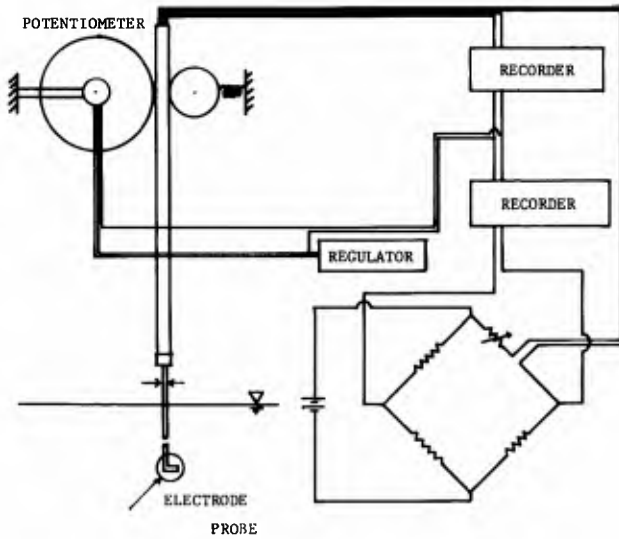 POTENTIOMETER
RECORDER
RECORDER
REGULATOR
ELECTRODE
PROBE